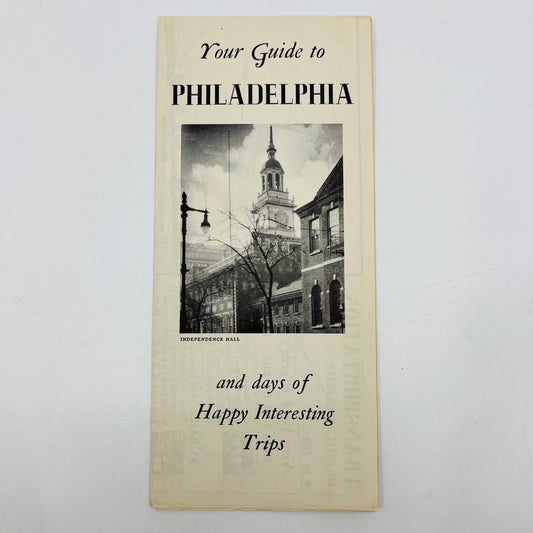 Your Guide to
PHILADELPHIA
INDEPENDENCE HALL
and days of
Happy Interesting
Trips